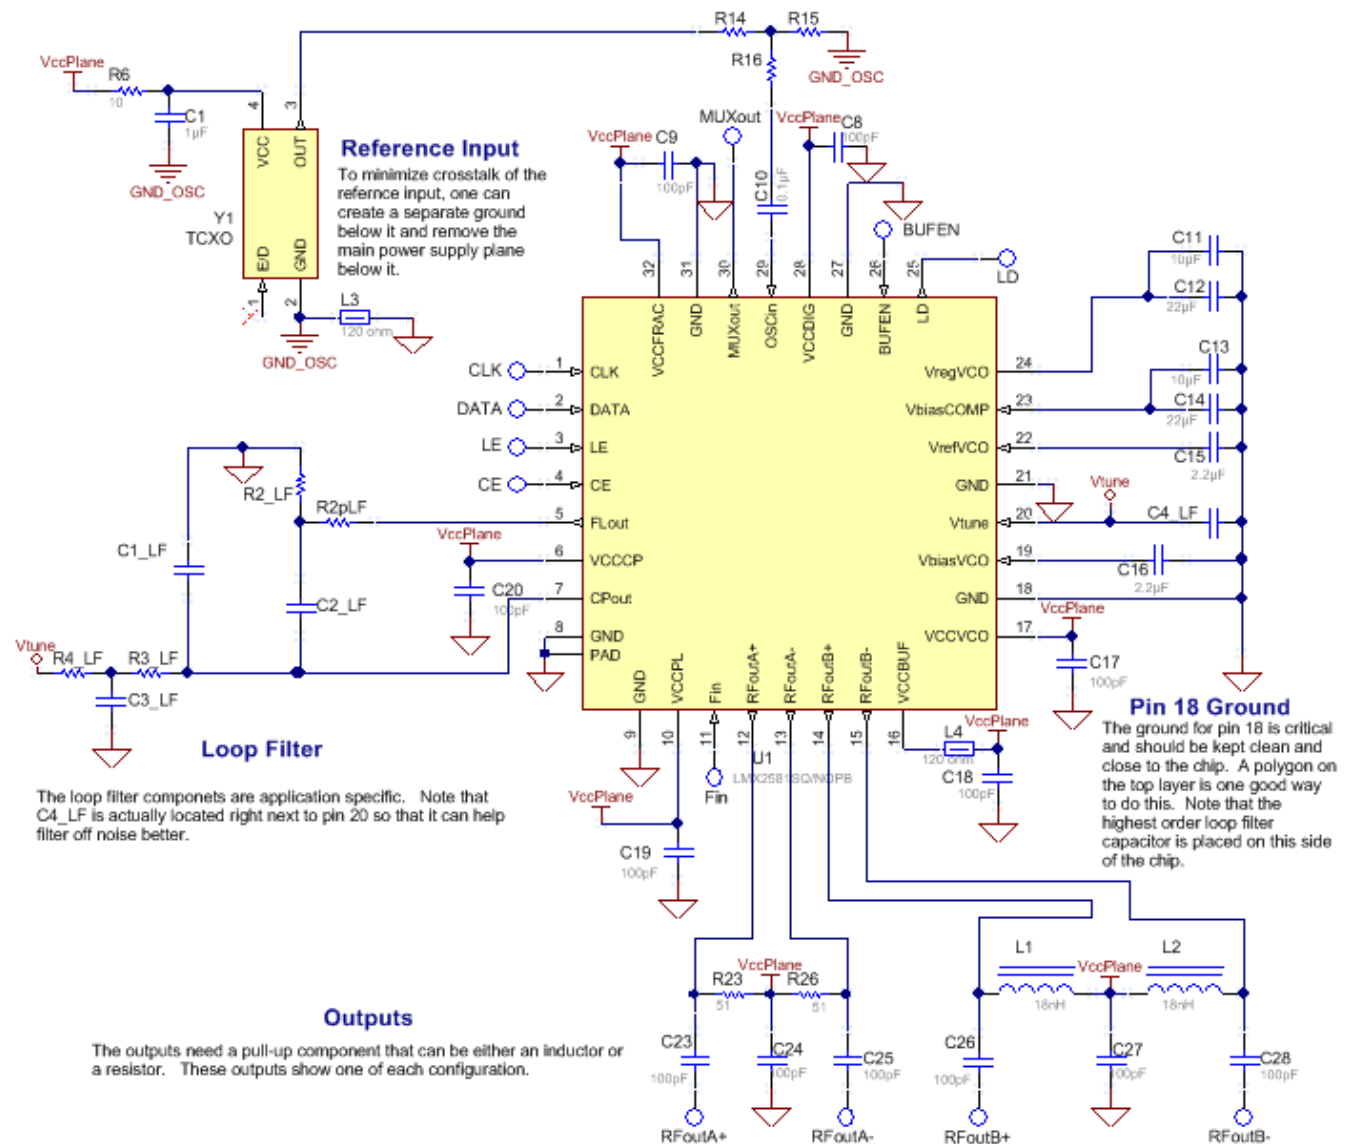 R14
R15
R16
GND_OSC
VccPlane
R6
10
C1
1µF
GND_OSC
4
3
VCC
OUT
Y1
TCXO
E/D
GND
1
2
L3
120 ohm
GND_OSC
Reference Input
To minimize crosstalk of the
refernce input, one can
create a separate ground
below it and remove the
main power supply plane
below it.
MUXout
VccPlane
C8
100pF
VccPlane
C9
100pF
C10
0.1µF
BUFEN
LD
32
31
30
29
28
27
26
25
VCCFRAC
GND
MUXout
OSCin
VCCDIG
GND
BUFEN
LD
C11
10µF
C12
22µF
C13
10µF
C14
22µF
C15
2.2µF
Vtune
C4_LF
C16
2.2µF
CLK
1
CLK
DATA
2
DATA
LE
3
LE
CE
4
CE
5
FLout
6
VCCCP
7
CPout
8
GND
PAD
VregVCO
24
VbiasCOMP
23
VrefVCO
22
GND
21
Vtune
20
VbiasVCO
19
GND
18
VCCVCO
17
VccPlane
C17
100pF
R2_LF
R2pLF
C1_LF
C2_LF
VccPlane
C20
100pF
Vtune
R4_LF
R3_LF
C3_LF
GND
VCCPL
Fin
RFoutA+
RFoutA-
RFoutB+
RFoutB-
VCCBUF
9
10
11
12
13
14
15
16
U1
LMX2581SQ/NOPB
Fin
L4
120 ohm
VccPlane
C18
100pF
VccPlane
C19
100pF
Loop Filter
The loop filter componets are application specific. Note that
C4_LF is actually located right next to pin 20 so that it can help
filter off noise better.
Pin 18 Ground
The ground for pin 18 is critical
and should be kept clean and
close to the chip. A polygon on
the top layer is one good way
to do this. Note that the
highest order loop filter
capacitor is placed on this side
of the chip.
VccPlane
R23
51
R26
51
L1
18nH
VccPlane
L2
18nH
Outputs
The outputs need a pull-up component that can be either an inductor or
a resistor. These outputs show one of each configuration.
C23
100pF
C24
100pF
C25
100pF
C26
100pF
C27
100pF
C28
100pF
RFoutA+
RFoutA-
RFoutB+
RFoutB-